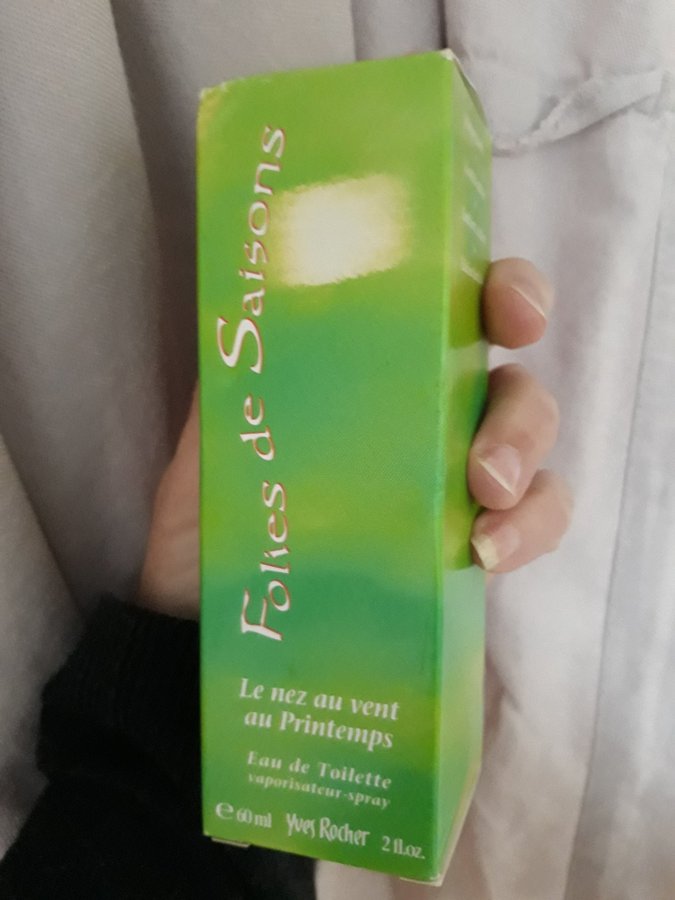 Folies de Saisons
Le nez au vent
au Printemps
Eau de Toilette
vaporisateur-spray
℮ 60 ml Yves Rocher 2 fl.oz.